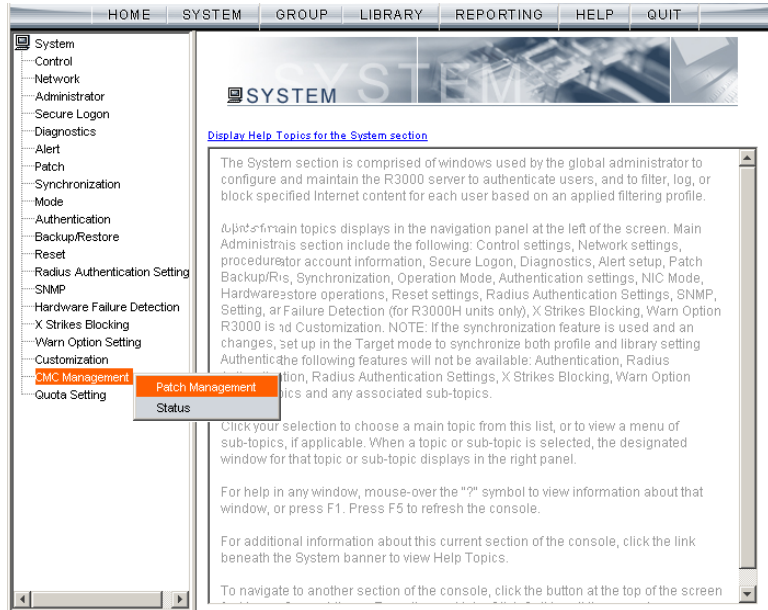 HOME SYSTEM GROUP LIBRARY REPORTING HELP QUIT
System
Control
Network
Administrator
Secure Logon
Diagnostics
Alert
Patch
Synchronization
Mode
Authentication
Backup/Restore
Reset
Radius Authentication Setting
SNMP
Hardware Failure Detection
X Strikes Blocking
Warn Option Setting
Customization
CMC Management
Quota Setting
Patch Management
Status
SYSTEM
SYSTEM
Display Help Topics for the System section
The System section is comprised of windows used by the global administrator to
configure and maintain the R3000 server to authenticate users, and to filter, log, or
block specified Internet content for each user based on an applied filtering profile.
main topics displays in the navigation panel at the left of the screen. Main
Administra is section include the following: Control settings, Network settings,
procedure ator account information, Secure Logon, Diagnostics, Alert setup, Patch
Backup/R s, Synchronization, Operation Mode, Authentication settings, NIC Mode,
Hardware estore operations, Reset settings, Radius Authentication Settings, SNMP,
Setting, ar Failure Detection (for R3000H units only), X Strikes Blocking, Warn Option
R3000 is nd Customization. NOTE: If the synchronization feature is used and an
changes, set up in the Target mode to synchronize both profile and library setting
Authentica the following features will not be available: Authentication, Radius
tion, Radius Authentication Settings, X Strikes Blocking, Warn Option
ics and any associated sub-topics.
Click your selection to choose a main topic from this list, or to view a menu of
sub-topics, if applicable. When a topic or sub-topic is selected, the designated
window for that topic or sub-topic displays in the right panel.
For help in any window, mouse-over the "?" symbol to view information about that
window, or press F1. Press F5 to refresh the console.
For additional information about this current section of the console, click the link
beneath the System banner to view Help Topics.
To navigate to another section of the console, click the button at the top of the screen